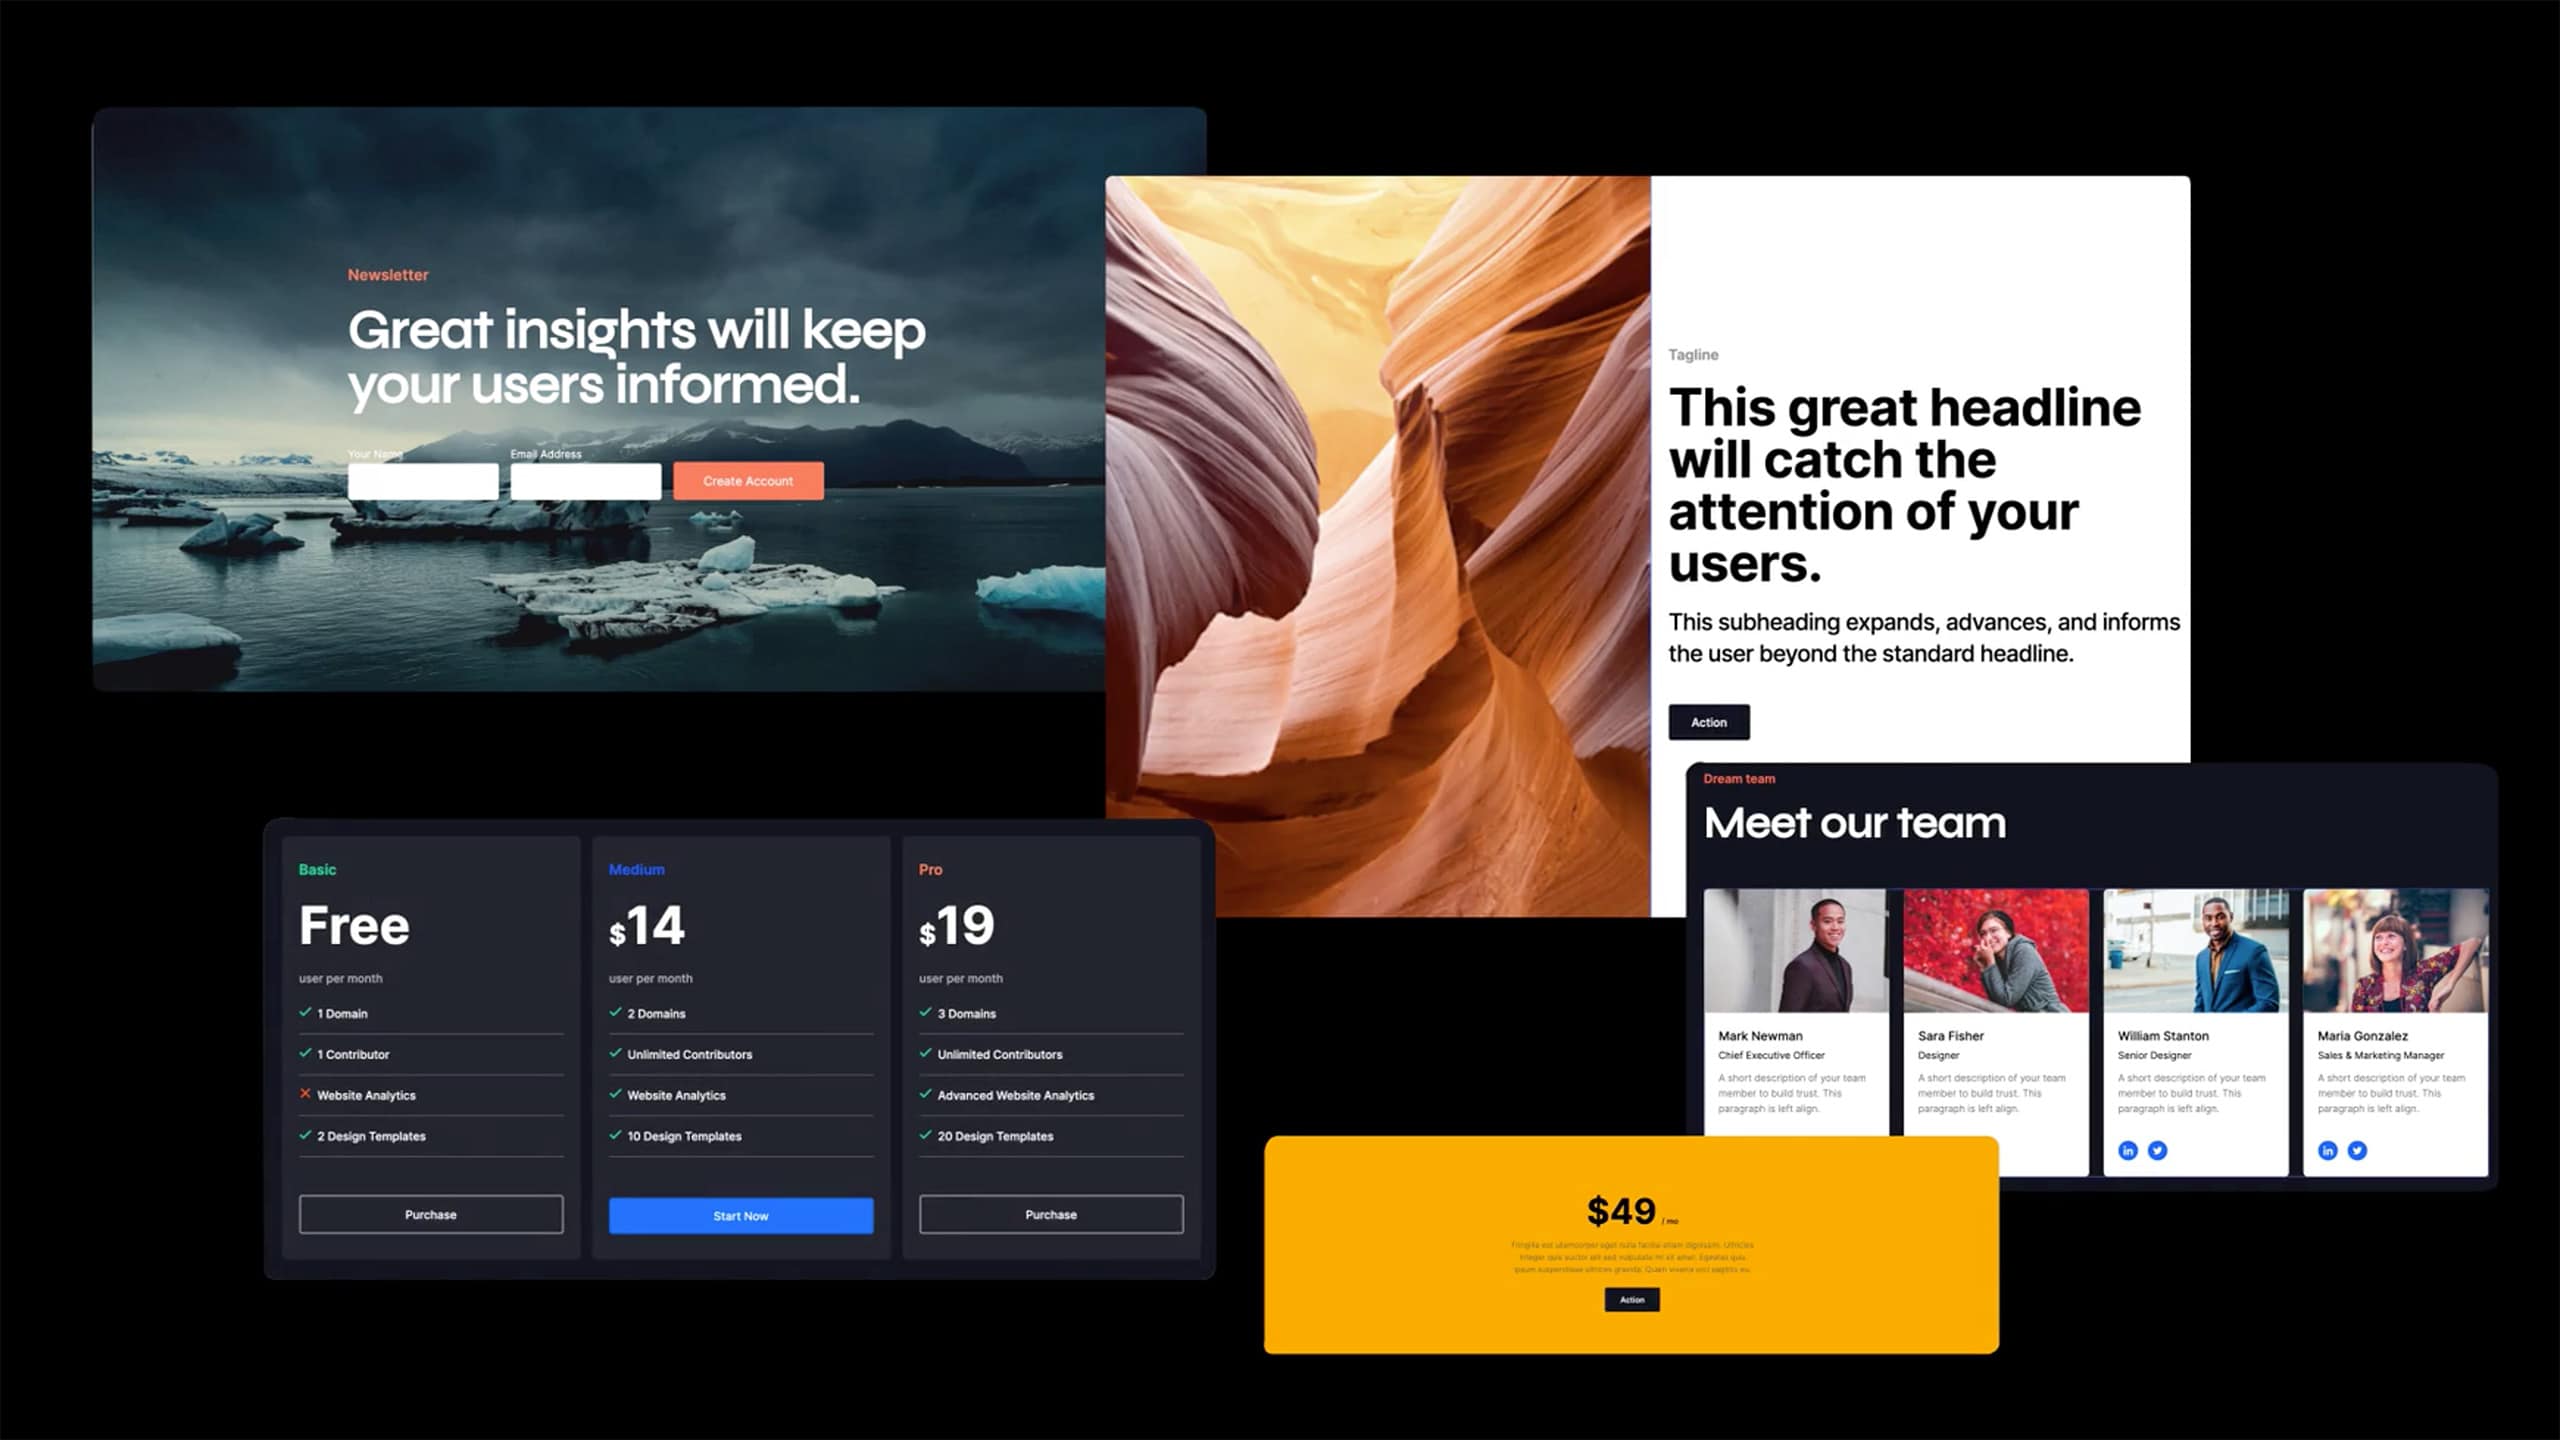 Newsletter
Great insights will keep
your users informed.
Your Name
Email Address
Create Account
Tagline
This great headline
will catch the
attention of your
users.
This subheading expands, advances, and informs
the user beyond the standard headline.
Action
Basic
Free
user per month
1 Domain
1 Contributor
Website Analytics
2 Design Templates
Purchase
Medium
$14
user per month
2 Domains
Unlimited Contributors
Website Analytics
10 Design Templates
Start Now
Pro
$19
user per month
3 Domains
Unlimited Contributors
Advanced Website Analytics
20 Design Templates
Purchase
Dream team
Meet our team
Mark Newman
Chief Executive Officer
A short description of your team
member to build trust. This
paragraph is left align.
Sara Fisher
Designer
A short description of your team
member to build trust. This
paragraph is left align.
William Stanton
Senior Designer
A short description of your team
member to build trust. This
paragraph is left align.
in
Maria Gonzalez
Sales & Marketing Manager
A short description of your team
member to build trust. This
paragraph is left align.
in
$49 / mo
Action